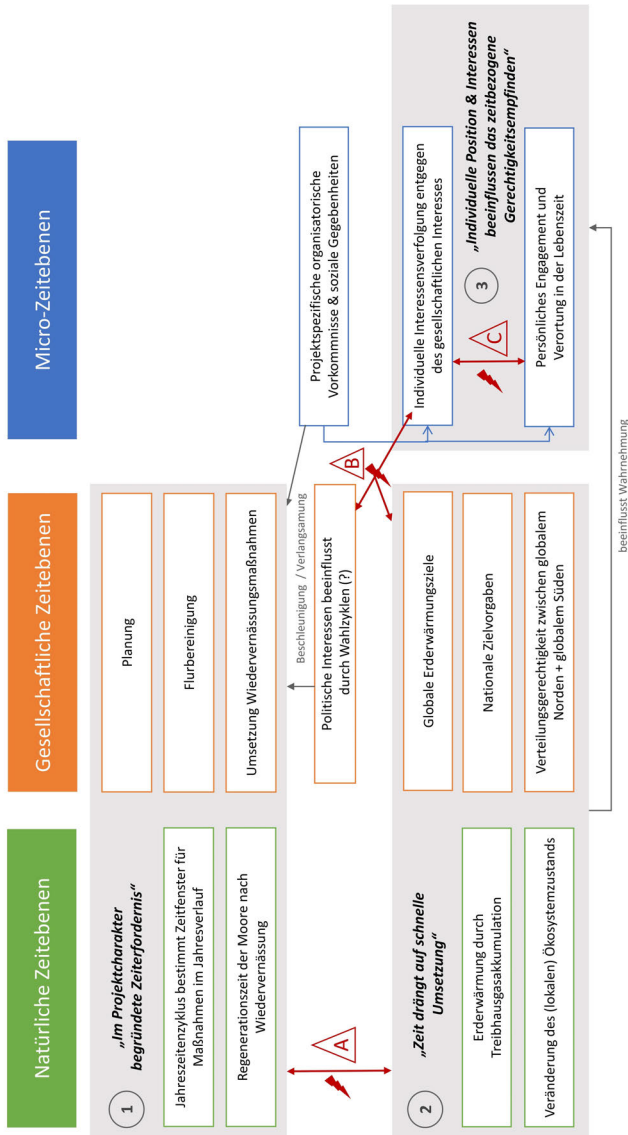 Natürliche Zeitebenen
Gesellschaftliche Zeitebenen
Micro-Zeitebenen
1
„Im Projektcharakter
begründete Zeiterfordernis“
Jahreszeitenzyklus bestimmt Zeitfenster für
Maßnahmen im Jahresverlauf
Regenerationszeit der Moore nach
Wiedervernässung
Planung
Flurbereinigung
Umsetzung Wiedervernässungsmaßnahmen
Beschleunigung / Verlangsamung
Projektspezifische organisatorische
Vorkommnisse & soziale Gegebenheiten
Politische Interessen beeinflusst
durch Wahlzyklen (?)
A
B
2
„Zeit drängt auf schnelle
Umsetzung“
Erderwärmung durch
Treibhausgasakkumulation
Veränderung des (lokalen) Ökosystemzustands
Globale Erderwärmungsziele
Nationale Zielvorgaben
Verteilungsgerechtigkeit zwischen globalem
Norden + globalem Süden
Individuelle Interessensverfolgung entgegen
des gesellschaftlichen Interesses
C
3
„Individuelle Position & Interessen
beeinflussen das zeitbezogene
Gerechtigkeitsempfinden“
Persönliches Engagement und
Verortung in der Lebenszeit
beeinflusst Wahrnehmung